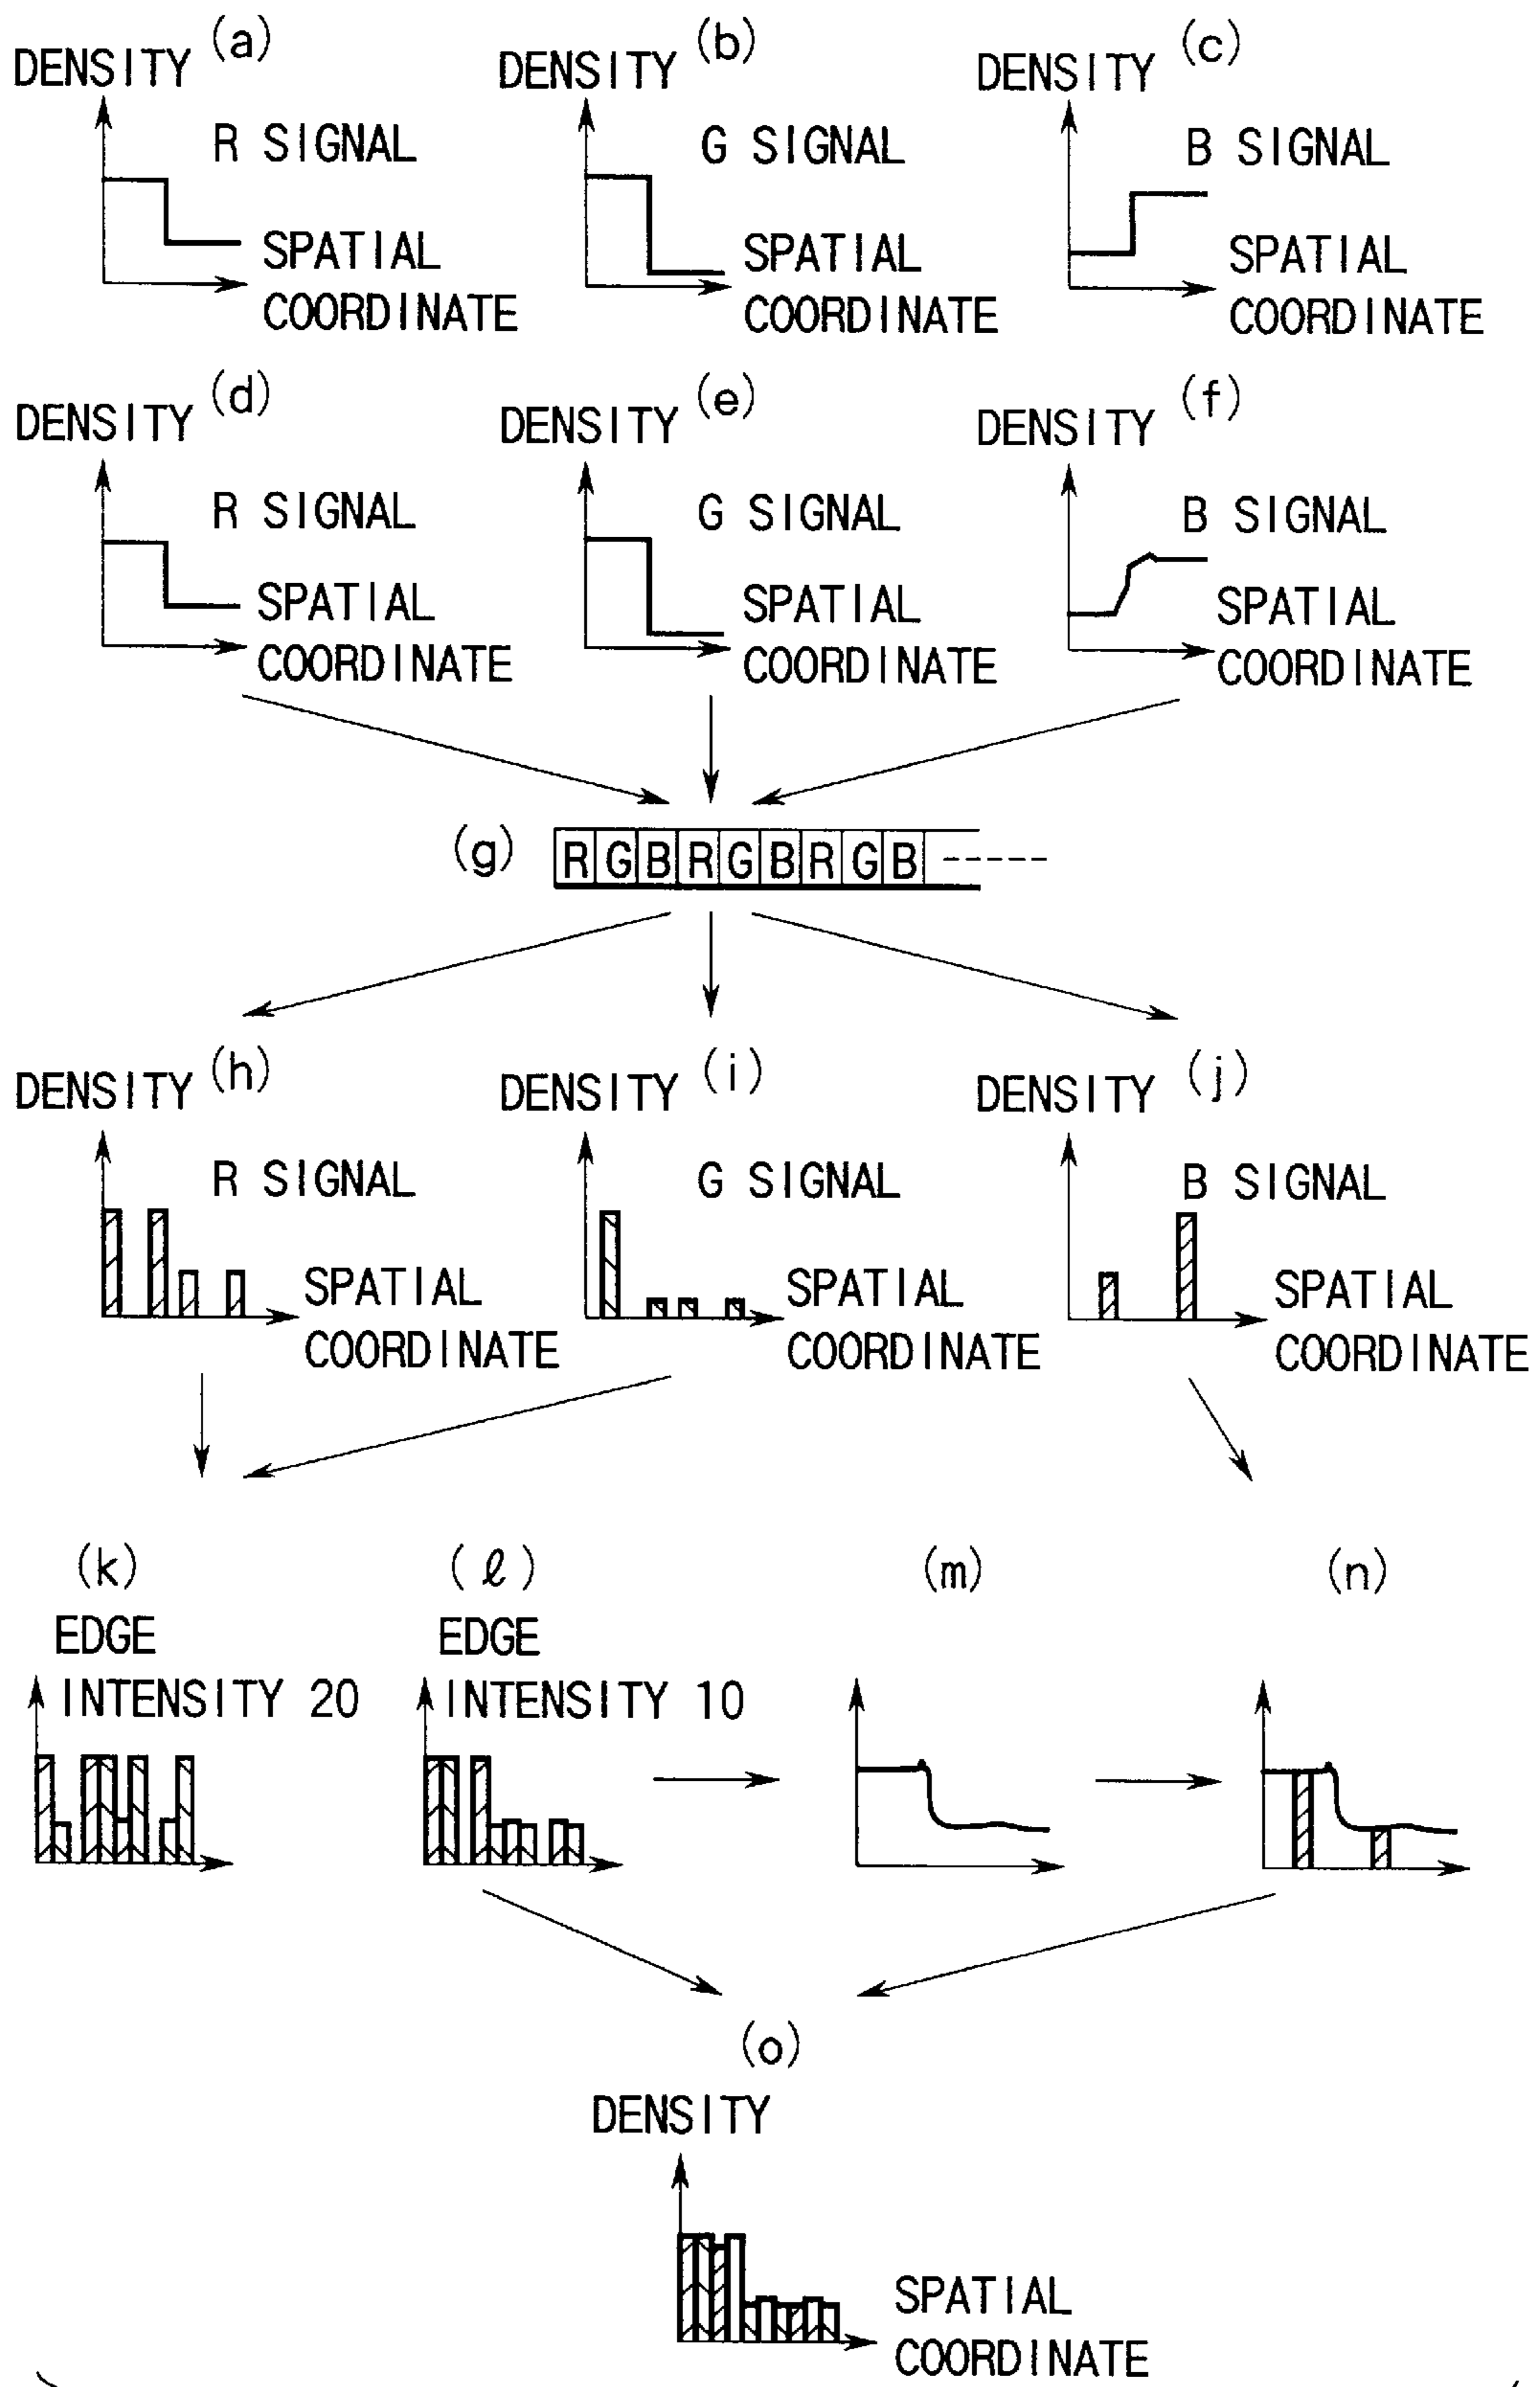 (a) (b) (c)
DENSITY DENSITY DENSITY
R SIGNAL G SIGNAL B SIGNAL
SPATIAL SPATIAL SPATIAL
COORDINATE COORDINATE COORDINATE
(d) (e) (f)
DENSITY DENSITY DENSITY
R SIGNAL G SIGNAL B SIGNAL
SPATIAL SPATIAL SPATIAL
COORDINATE COORDINATE COORDINATE
(g) R G B R G B R G B
(h) (i) (j)
DENSITY DENSITY DENSITY
R SIGNAL G SIGNAL B SIGNAL
SPATIAL SPATIAL SPATIAL
COORDINATE COORDINATE COORDINATE
(k) (ℓ) (m) (n)
EDGE EDGE
INTENSITY 20 INTENSITY 10
(o)
DENSITY
SPATIAL
COORDINATE